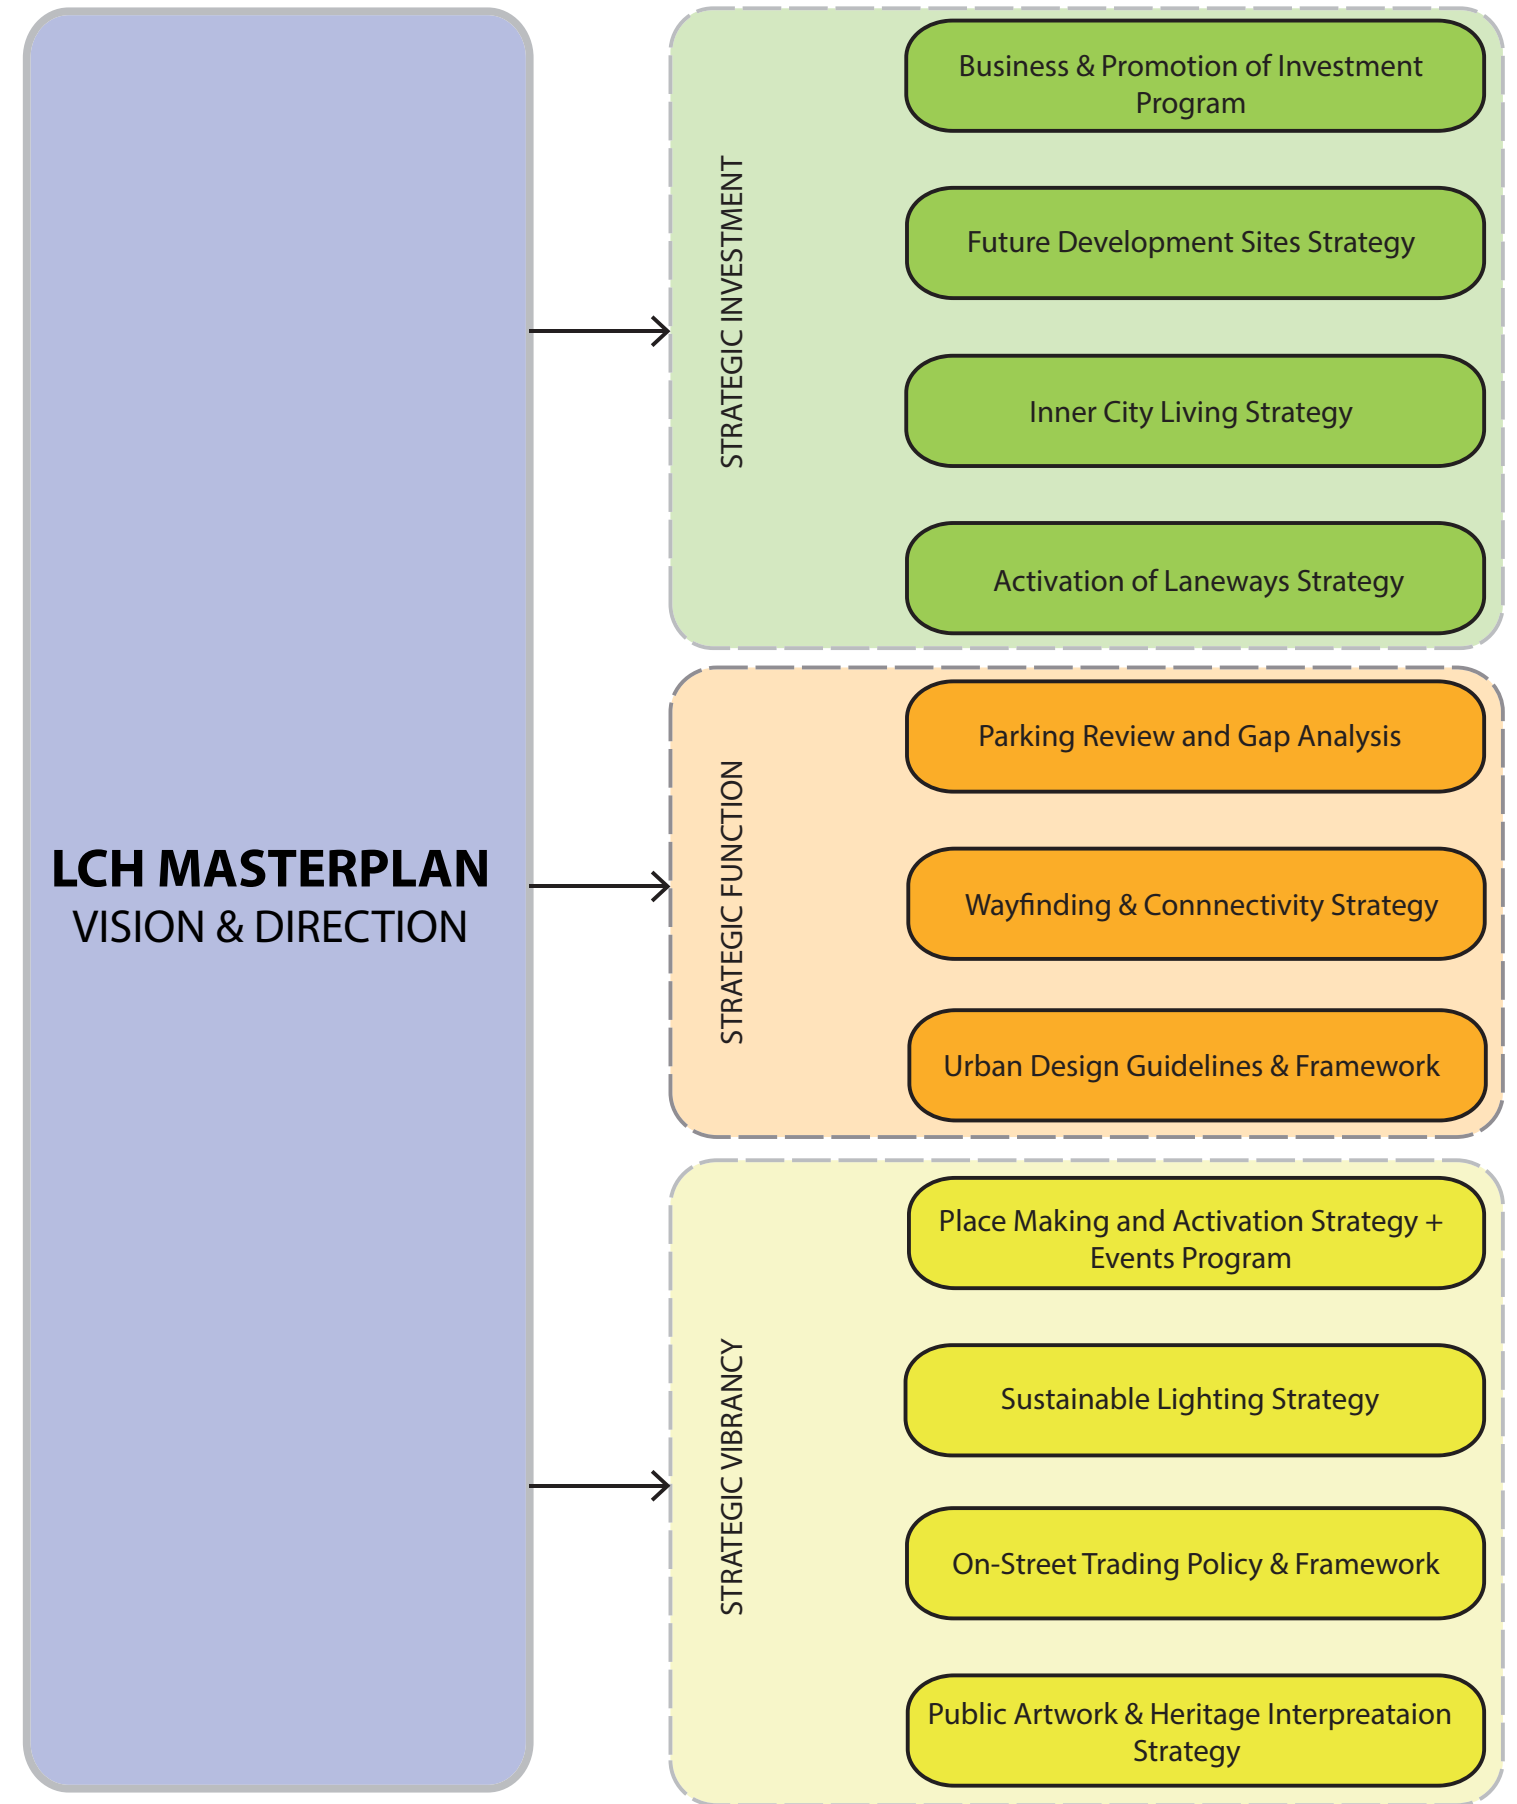 LCH MASTERPLAN
VISION & DIRECTION
STRATEGIC INVESTMENT
Business & Promotion of Investment
Program
Future Development Sites Strategy
Inner City Living Strategy
Activation of Laneways Strategy
STRATEGIC FUNCTION
Parking Review and Gap Analysis
Wayfinding & Connnectivity Strategy
Urban Design Guidelines & Framework
STRATEGIC VIBRANCY
Place Making and Activation Strategy +
Events Program
Sustainable Lighting Strategy
On-Street Trading Policy & Framework
Public Artwork & Heritage Interpreataion
Strategy